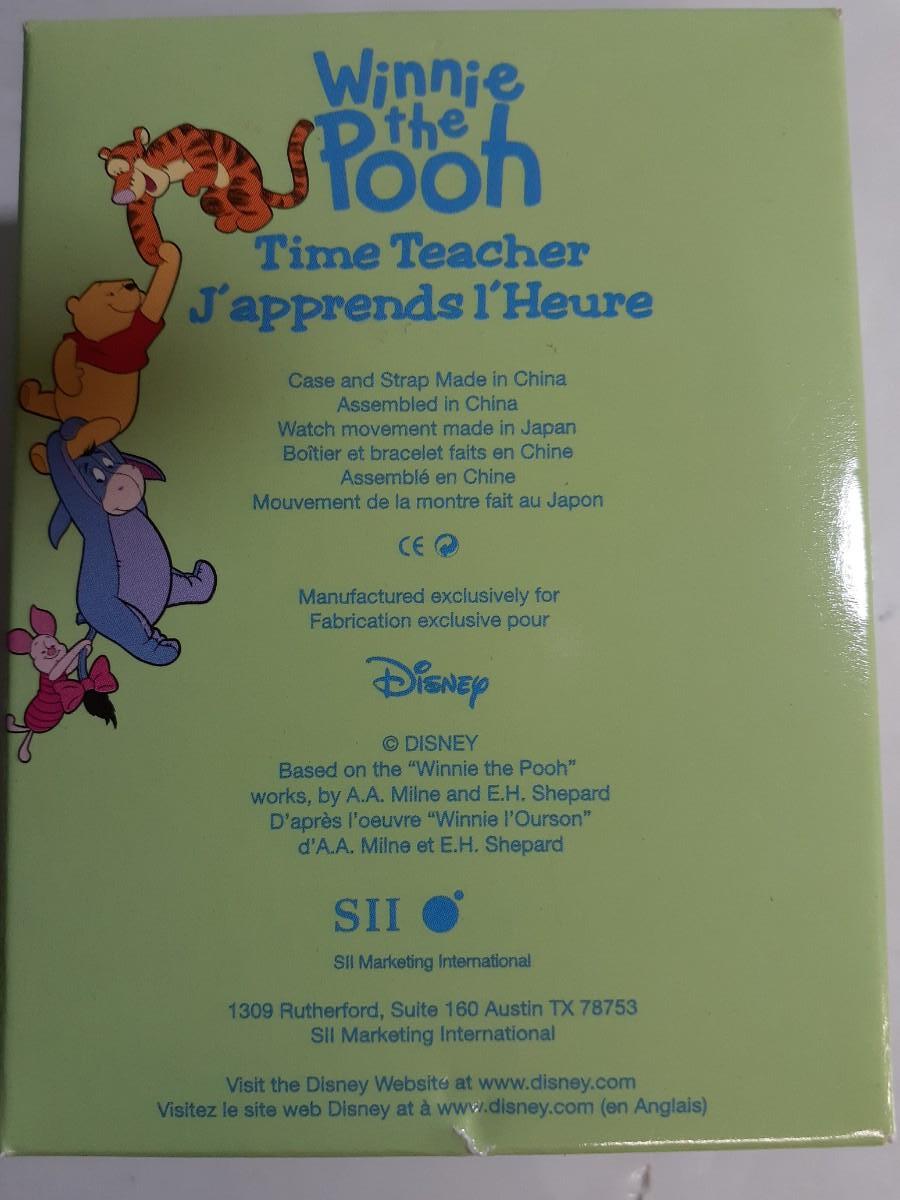 Winnie
the
Pooh
Time Teacher
J'apprends l'Heure
Case and Strap Made in China
Assembled in China
Watch movement made in Japan
Boîtier et bracelet faits en Chine
Assemblé en Chine
Mouvement de la montre fait au Japon
CE
Manufactured exclusively for
Fabrication exclusive pour
Disney
© DISNEY
Based on the “Winnie the Pooh”
works, by A.A. Milne and E.H. Shepard
D'après l'oeuvre “Winnie l'Ourson”
d'A.A. Milne et E.H. Shepard
SII
SII Marketing International
1309 Rutherford, Suite 160 Austin TX 78753
SII Marketing International
Visit the Disney Website at www.disney.com
Visitez le site web Disney at à www.disney.com (en Anglais)